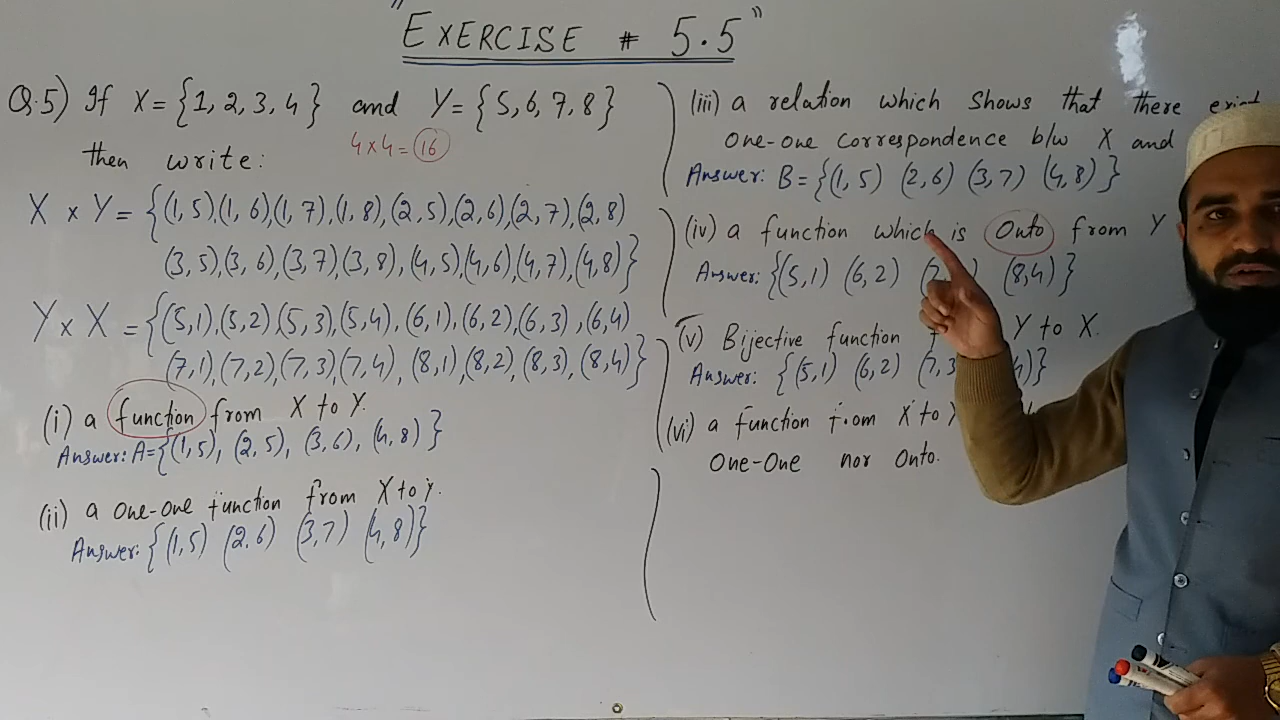 "EXERCISE # 5.5"
Q.5) If X = {1, 2, 3, 4} and Y = {5, 6, 7, 8}
4×4 = 16
then write:
X × Y = {(1,5),(1,6),(1,7),(1,8),(2,5),(2,6),(2,7),(2,8)
(3,5),(3,6),(3,7)(3,8),(4,5),(4,6),(4,7),(4,8)}
Y × X = {(5,1),(5,2)(5,3),(5,4),(6,1),(6,2)(6,3),(6,4)
(7,1),(7,2)(7,3)(7,4), (8,1),(8,2),(8,3),(8,4)}
(i) a function from X to Y.
Answer: A={(1,5), (2,5), (3,6), (4,8)}
(ii) a one-one function from X to Y.
Answer: {(1,5) (2,6) (3,7) (4,8)}
(iii) a relation which shows that there
One-one correspondence b/w X and
Answer: B = {(1,5) (2,6) (3,7) (4,8)}
(iv) a function which is Onto from Y
Answer: {(5,1) (6,2) (8,4)}
(v) Bijective function Y to X.
Answer: {(5,1) (6,2) (7,3
(vi) a function from X to
One-One nor Onto.